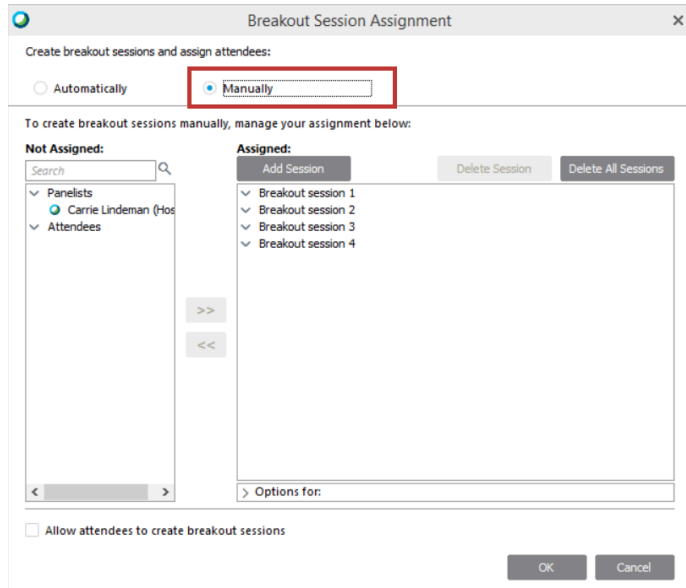 Breakout Session Assignment
Create breakout sessions and assign attendees:
Automatically
Manually
To create breakout sessions manually, manage your assignment below:
Not Assigned:
Assigned:
Search
Add Session
Delete Session
Delete All Sessions
Panelists
Carrie Lindeman (Hos
Attendees
Breakout session 1
Breakout session 2
Breakout session 3
Breakout session 4
>>
<<
Options for:
Allow attendees to create breakout sessions
OK
Cancel